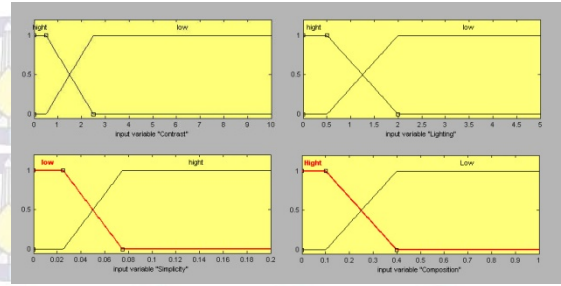 hight low
1
0.5
0
0 1 2 3 4 5 6 7 8 9 10
input variable "Contrast"
hight low
1
0.5
0
0 0.5 1 1.5 2 2.5 3 3.5 4 4.5 5
input variable "Lighting"
low hight
1
0.5
0
0 0.02 0.04 0.06 0.08 0.1 0.12 0.14 0.16 0.18 0.2
input variable "Simplicity"
Hight Low
1
0.5
0
0 0.1 0.2 0.3 0.4 0.5 0.6 0.7 0.8 0.9 1
input variable "Composition"